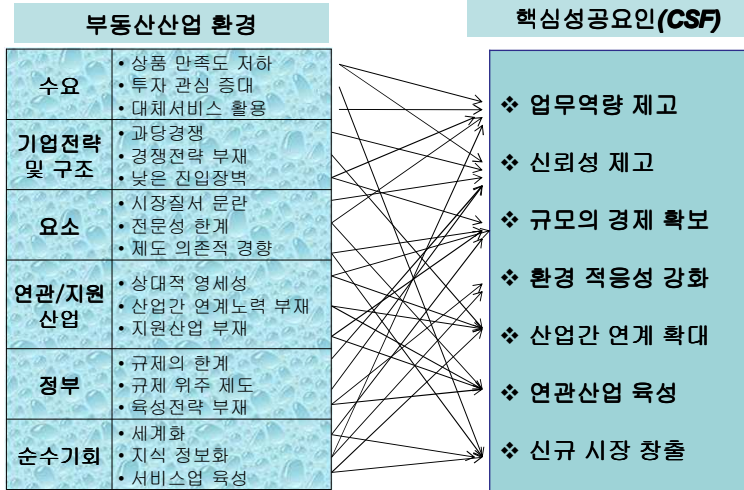 부동산산업 환경
핵심성공요인(CSF)
수요
• 상품 만족도 저하
• 투자 관심 증대
• 대체서비스 활용
기업전략
및 구조
• 과당경쟁
• 경쟁전략 부재
• 낮은 진입장벽
요소
• 시장질서 문란
• 전문성 한계
• 제도 의존적 경향
연관/지원
산업
• 상대적 영세성
• 산업간 연계노력 부재
• 지원산업 부재
정부
• 규제의 한계
• 규제 위주 제도
• 육성전략 부재
순수기회
• 세계화
• 지식 정보화
• 서비스업 육성
❖ 업무역량 제고
❖ 신뢰성 제고
❖ 규모의 경제 확보
❖ 환경 적응성 강화
❖ 산업간 연계 확대
❖ 연관산업 육성
❖ 신규 시장 창출